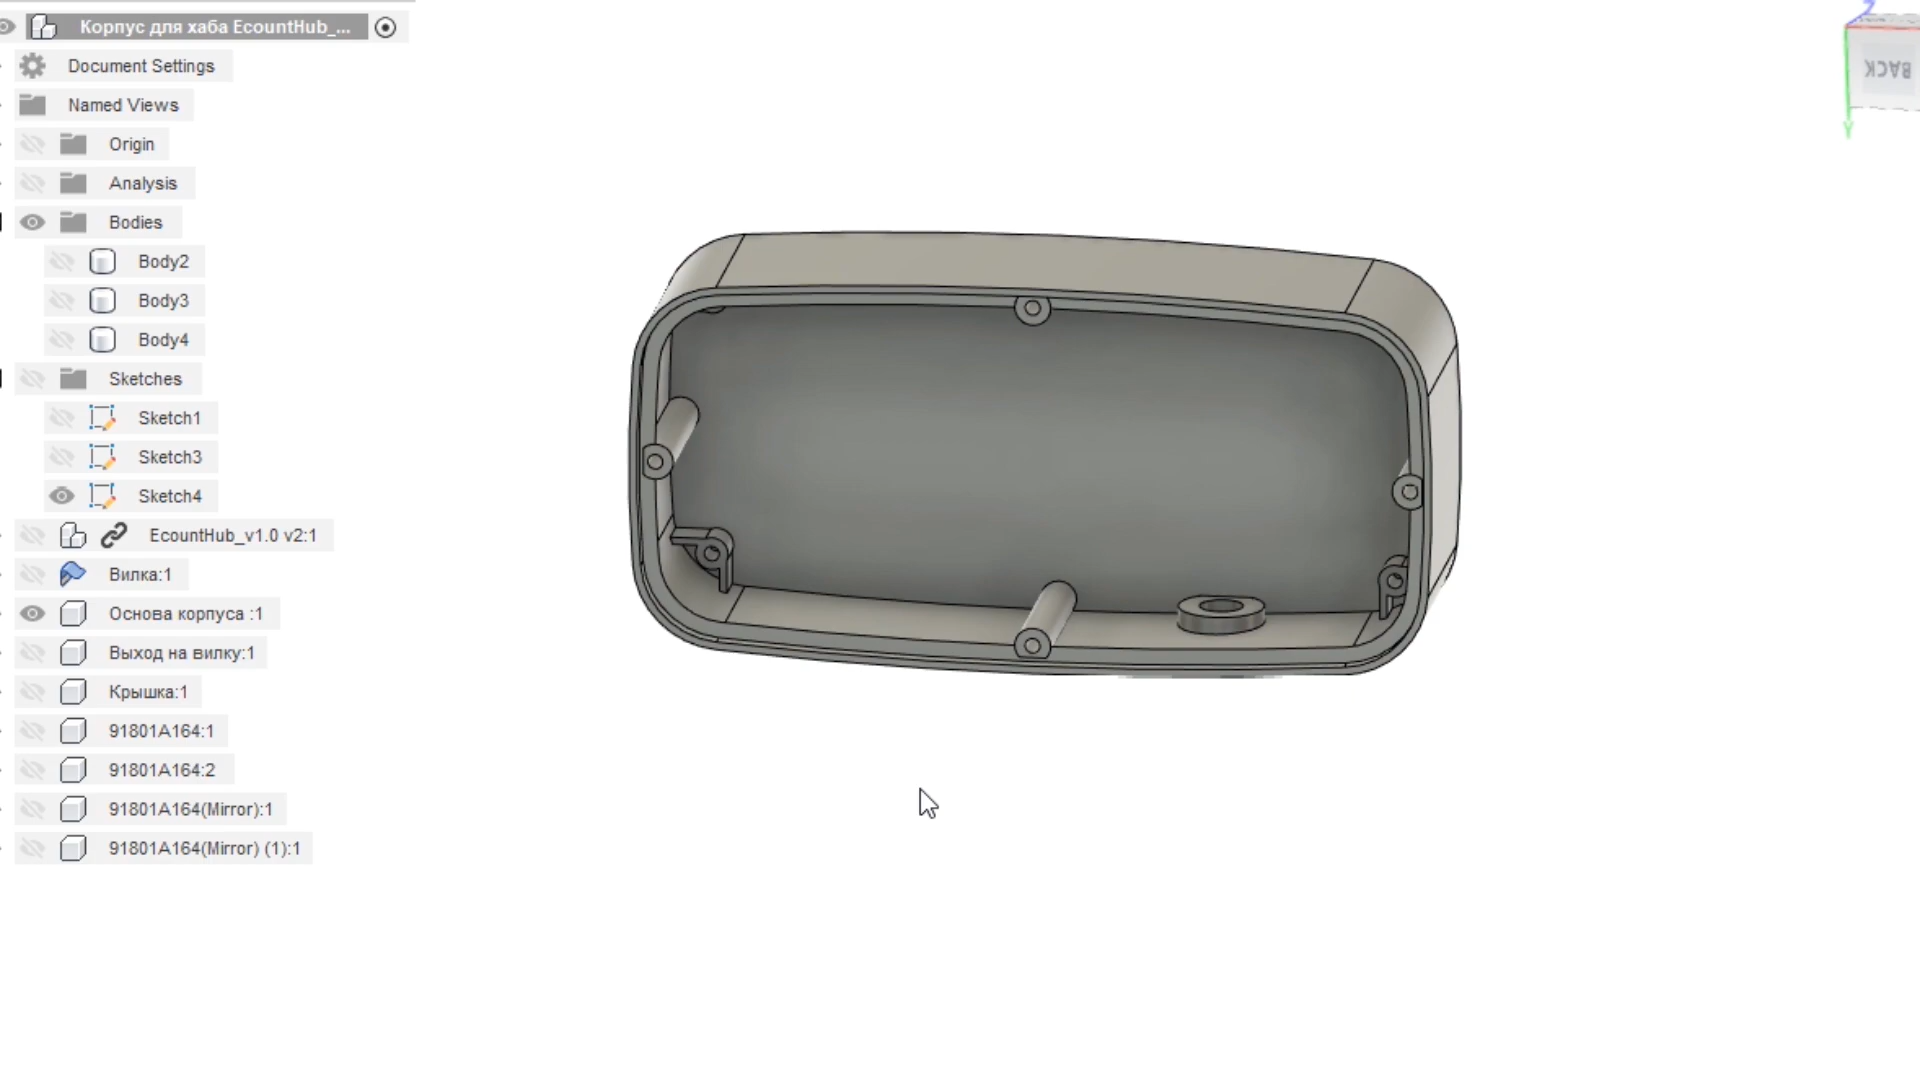 Корпус для хаба EcountHub_...
Document Settings
Named Views
Origin
Analysis
Bodies
Body2
Body3
Body4
Sketches
Sketch1
Sketch3
Sketch4
EcountHub_v1.0 v2:1
Вилка:1
Основа корпуса :1
Выход на вилку:1
Крышка:1
91801A164:1
91801A164:2
91801A164(Mirror):1
91801A164(Mirror) (1):1
Z
BACK
Y